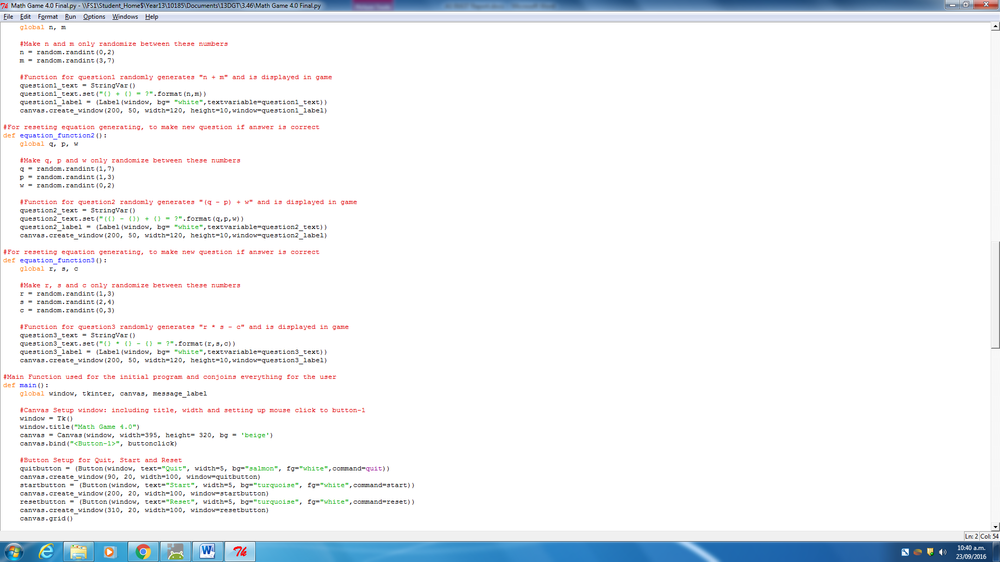 Math Game 4.0 Final.py - \\FS1\Student_Home$\Year13\10185\Documents\13DGT\3.46\Math Game 4.0 Final.py
File Edit Format Run Options Windows Help
global n, m
#Make n and m only randomize between these numbers
n = random.randint(0,2)
m = random.randint(3,7)
#Function for question1 randomly generates "n + m" and is displayed in game
question1_text = StringVar()
question1_text.set("{} + {} = ?".format(n,m))
question1_label = (Label(window, bg= "white",textvariable=question1_text))
canvas.create_window(200, 50, width=120, height=10,window=question1_label)
#For reseting equation generating, to make new question if answer is correct
def equation_function2():
global q, p, w
#Make q, p and w only randomize between these numbers
q = random.randint(1,7)
p = random.randint(1,3)
w = random.randint(0,2)
#Function for question2 randomly generates "(q - p) + w" and is displayed in game
question2_text = StringVar()
question2_text.set("({} - {}) + {} = ?".format(q,p,w))
question2_label = (Label(window, bg= "white",textvariable=question2_text))
canvas.create_window(200, 50, width=120, height=10,window=question2_label)
#For reseting equation generating, to make new question if answer is correct
def equation_function3():
global r, s, c
#Make r, s and c only randomize between these numbers
r = random.randint(1,3)
s = random.randint(2,4)
c = random.randint(0,3)
#Function for question3 randomly generates "r * s - c" and is displayed in game
question3_text = StringVar()
question3_text.set("{} * {} - {} = ?".format(r,s,c))
question3_label = (Label(window, bg= "white",textvariable=question3_text))
canvas.create_window(200, 50, width=120, height=10,window=question3_label)
#Main Function used for the initial program and conjoins everything for the user
def main():
global window, tkinter, canvas, message_label
#Canvas Setup window: including title, width and setting up mouse click to button-1
window = Tk()
window.title("Math Game 4.0")
canvas = Canvas(window, width=395, height= 320, bg = 'beige')
canvas.bind("<Button-1>", buttonclick)
#Button Setup for Quit, Start and Reset
quitbutton = (Button(window, text="Quit", width=5, bg="salmon", fg="white",command=quit))
canvas.create_window(90, 20, width=100, window=quitbutton)
startbutton = (Button(window, text="Start", width=5, bg="turquoise", fg="white",command=start))
canvas.create_window(200, 20, width=100, window=startbutton)
resetbutton = (Button(window, text="Reset", width=5, bg="turquoise", fg="white",command=reset))
canvas.create_window(310, 20, width=100, window=resetbutton)
canvas.grid()
Ln: 2 Col: 54
10:40 a.m.
23/09/2016